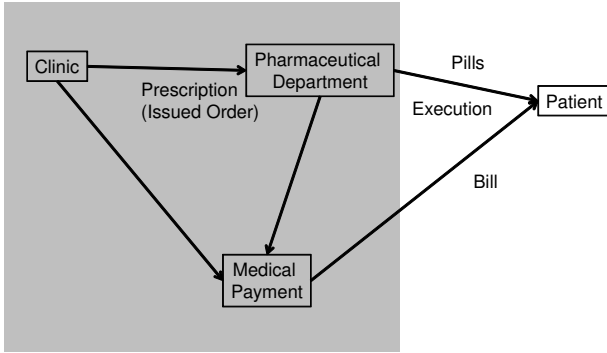 Clinic
Pharmaceutical
Department
Prescription
(Issued Order)
Pills
Execution
Patient
Bill
Medical
Payment